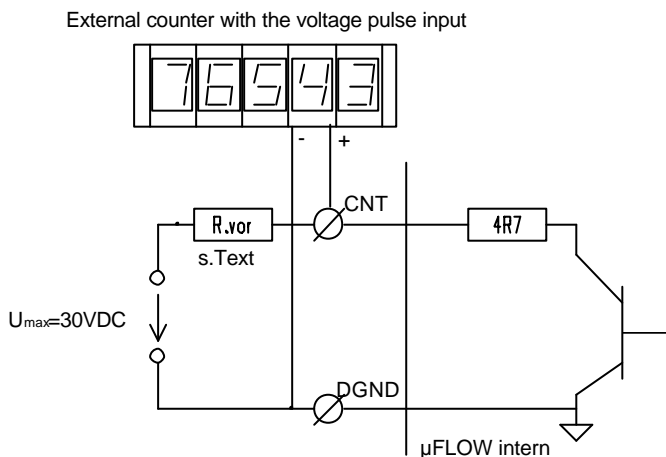 External counter with the voltage pulse input
76543
- +
CNT
R.vor
4R7
s.Text
Umax=30VDC
DGND
µFLOW intern